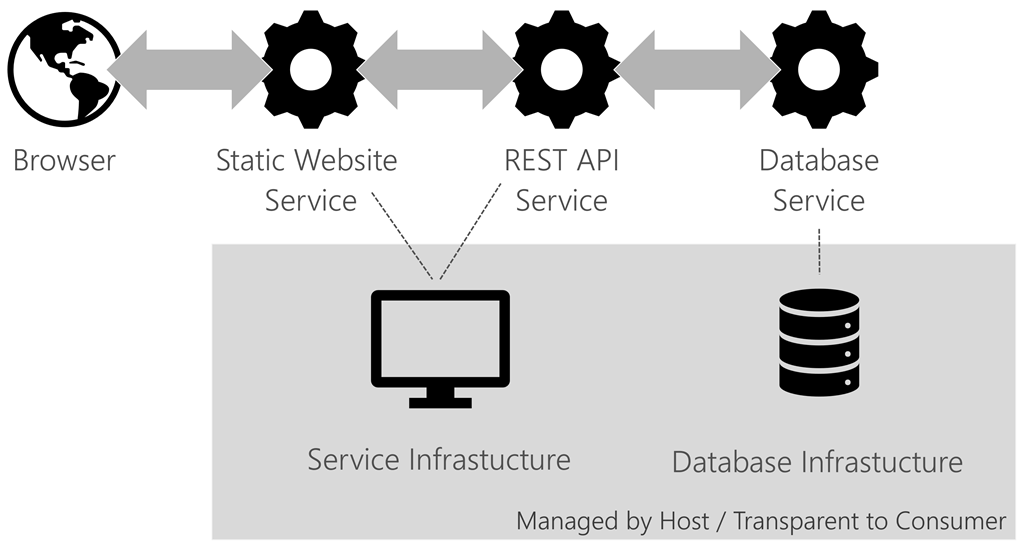 Browser
Static Website
Service
REST API
Service
Database
Service
Service Infrastucture
Database Infrastucture
Managed by Host / Transparent to Consumer